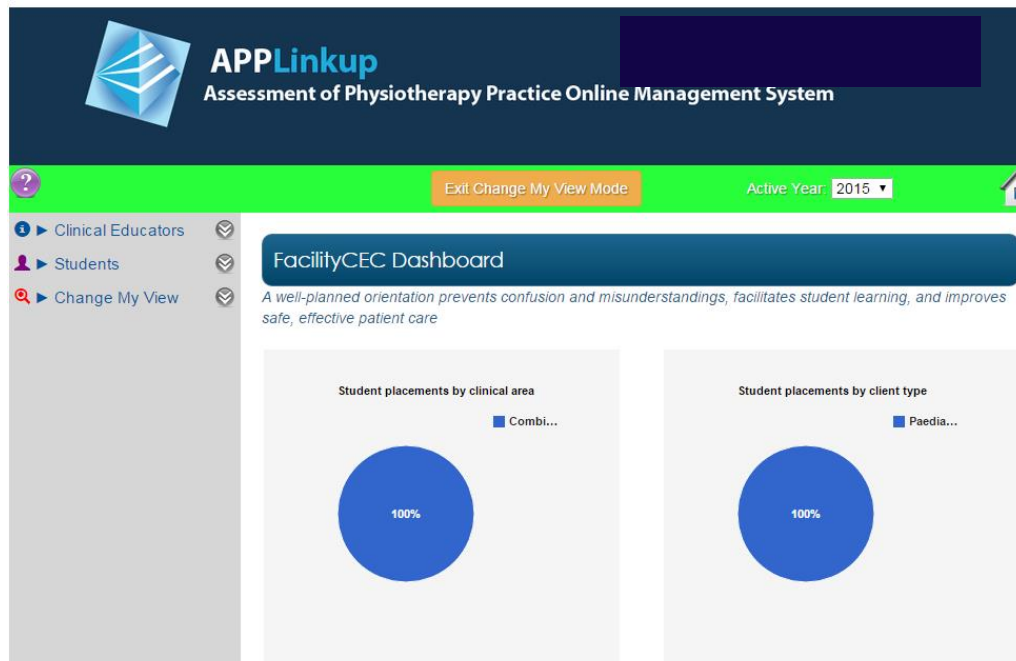 APPLinkup
Assessment of Physiotherapy Practice Online Management System
?
Exit Change My View Mode
Active Year: 2015
Clinical Educators
Students
Change My View
FacilityCEC Dashboard
A well-planned orientation prevents confusion and misunderstandings, facilitates student learning, and improves
safe, effective patient care
Student placements by clinical area
Combi...
100%
Student placements by client type
Paedia...
100%